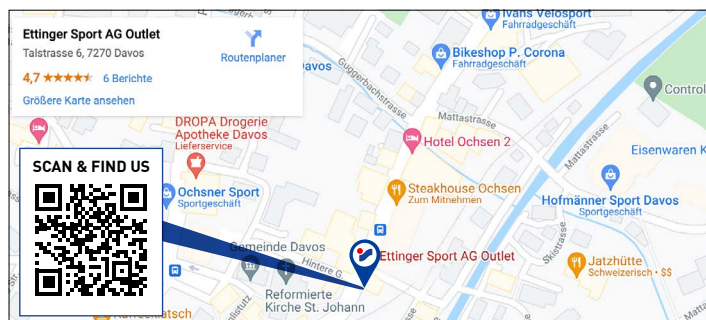 Ivans Velosport
Fahrradgeschäft
Ettinger Sport AG Outlet
Talstrasse 6, 7270 Davos
4,7
6 Berichte
Größere Karte ansehen
Routenplaner
Davos
Bikeshop P. Corona
Fahrradgeschäft
Guggerbachstrasse
Mattastrasse
Control
DROPA Drogerie
Apotheke Davos
Lieferservice
Hotel Ochsen 2
Mattastrasse
Eisenwaren K
SCAN & FIND US
Ochsner Sport
Sportgeschäft
Steakhouse Ochsen
Zum Mitnehmen
Hofmänner Sport Davos
Sportgeschäft
Gemeinde Davos
Hintere G.
Ettinger Sport AG Outlet
Skistrasse
Jatzhütte
Schweizerisch • $$
Reformierte
Kirche St. Johann
Str.